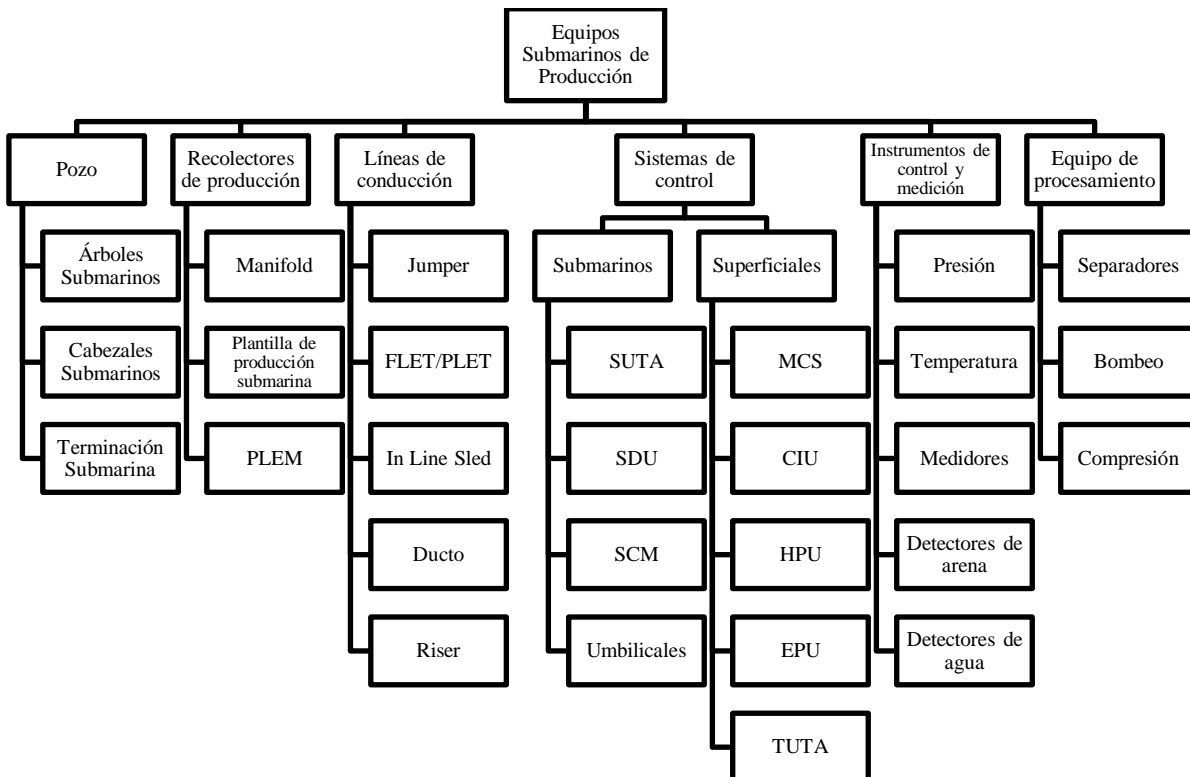 Equipos
Submarinos de
Producción
Pozo
Recolectores
de producción
Líneas de
conducción
Sistemas de
control
Instrumentos de
control y
medición
Equipo de
procesamiento
Árboles
Submarinos
Cabezales
Submarinos
Terminación
Submarina
Manifold
Plantilla de
producción
submarina
PLEM
Jumper
FLET/PLET
In Line Sled
Ducto
Riser
Submarinos
SUTA
SDU
SCM
Umbilicales
Superficiales
MCS
CIU
HPU
EPU
TUTA
Presión
Temperatura
Medidores
Detectores de
arena
Detectores de
agua
Separadores
Bombeo
Compresión